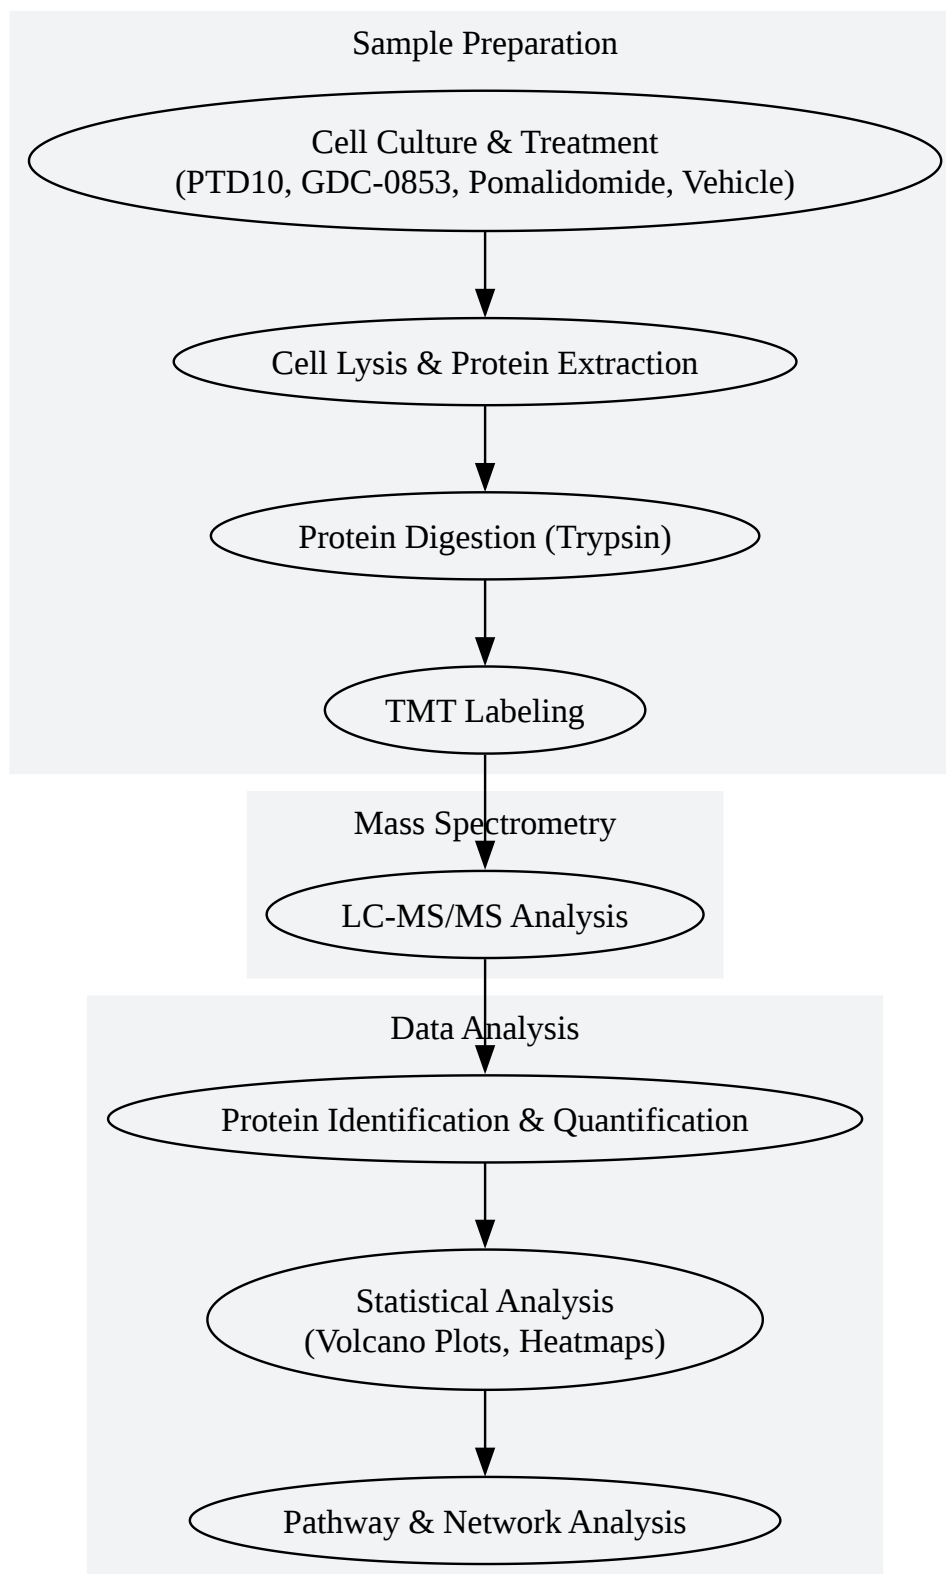 Sample Preparation
Cell Culture & Treatment
(PTD10, GDC-0853, Pomalidomide, Vehicle)
Cell Lysis & Protein Extraction
Protein Digestion (Trypsin)
TMT Labeling
Mass Spectrometry
LC-MS/MS Analysis
Data Analysis
Protein Identification & Quantification
Statistical Analysis
(Volcano Plots, Heatmaps)
Pathway & Network Analysis